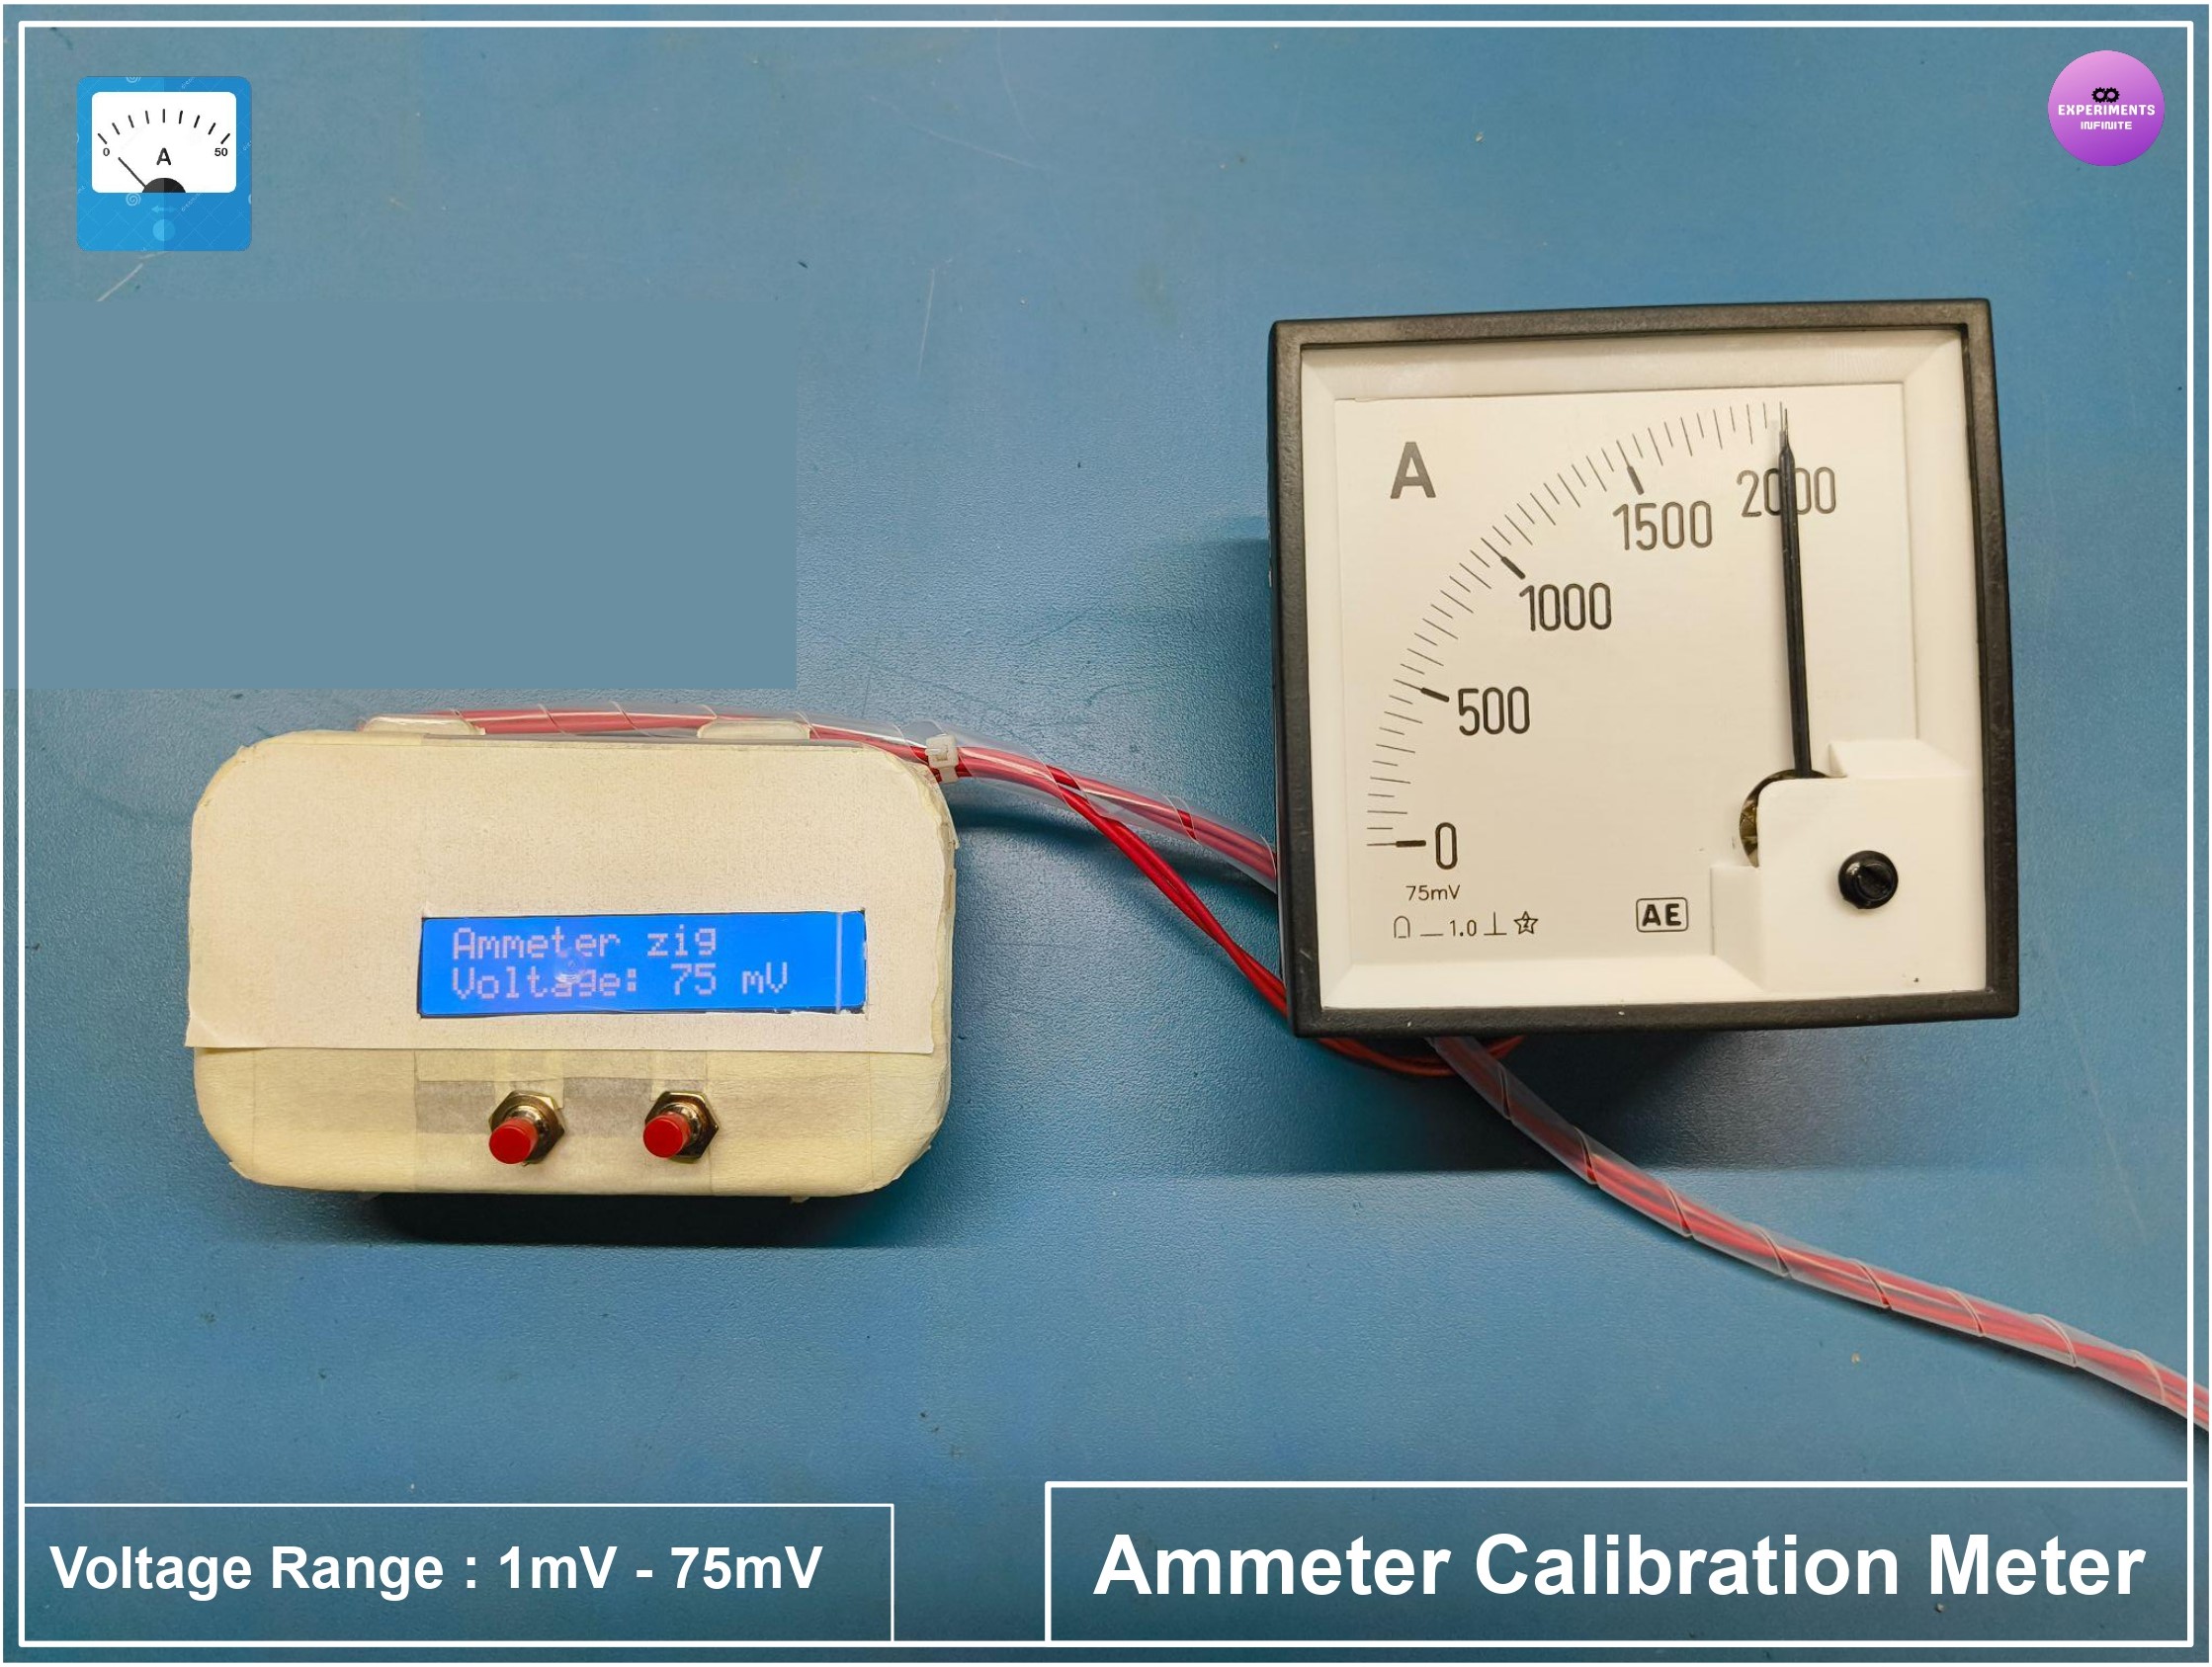 0 A 50
EXPERIMENTS
INFINITE
A
2000
1500
1000
500
0
75mV
1.0
AE
Ammeter zig
Voltage: 75 mV
Voltage Range : 1mV - 75mV
Ammeter Calibration Meter